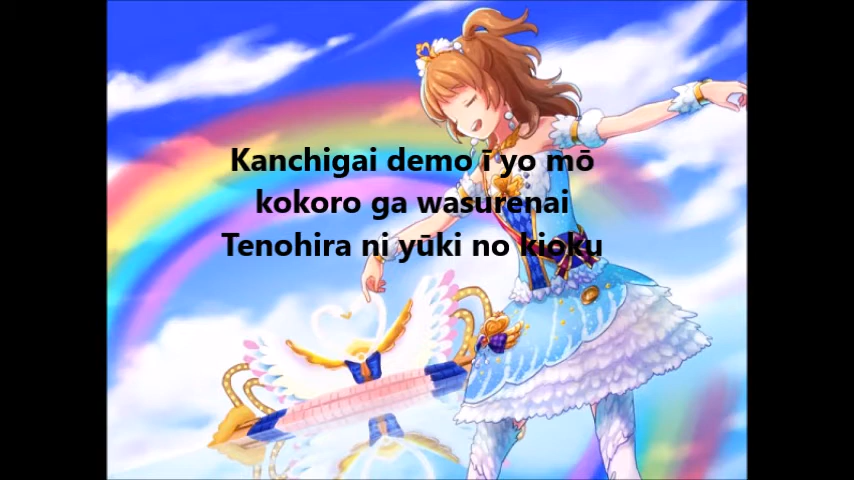 Kanchigai demo ī yo mō
kokoro ga wasurenai
Tenohira ni yūki no kioku